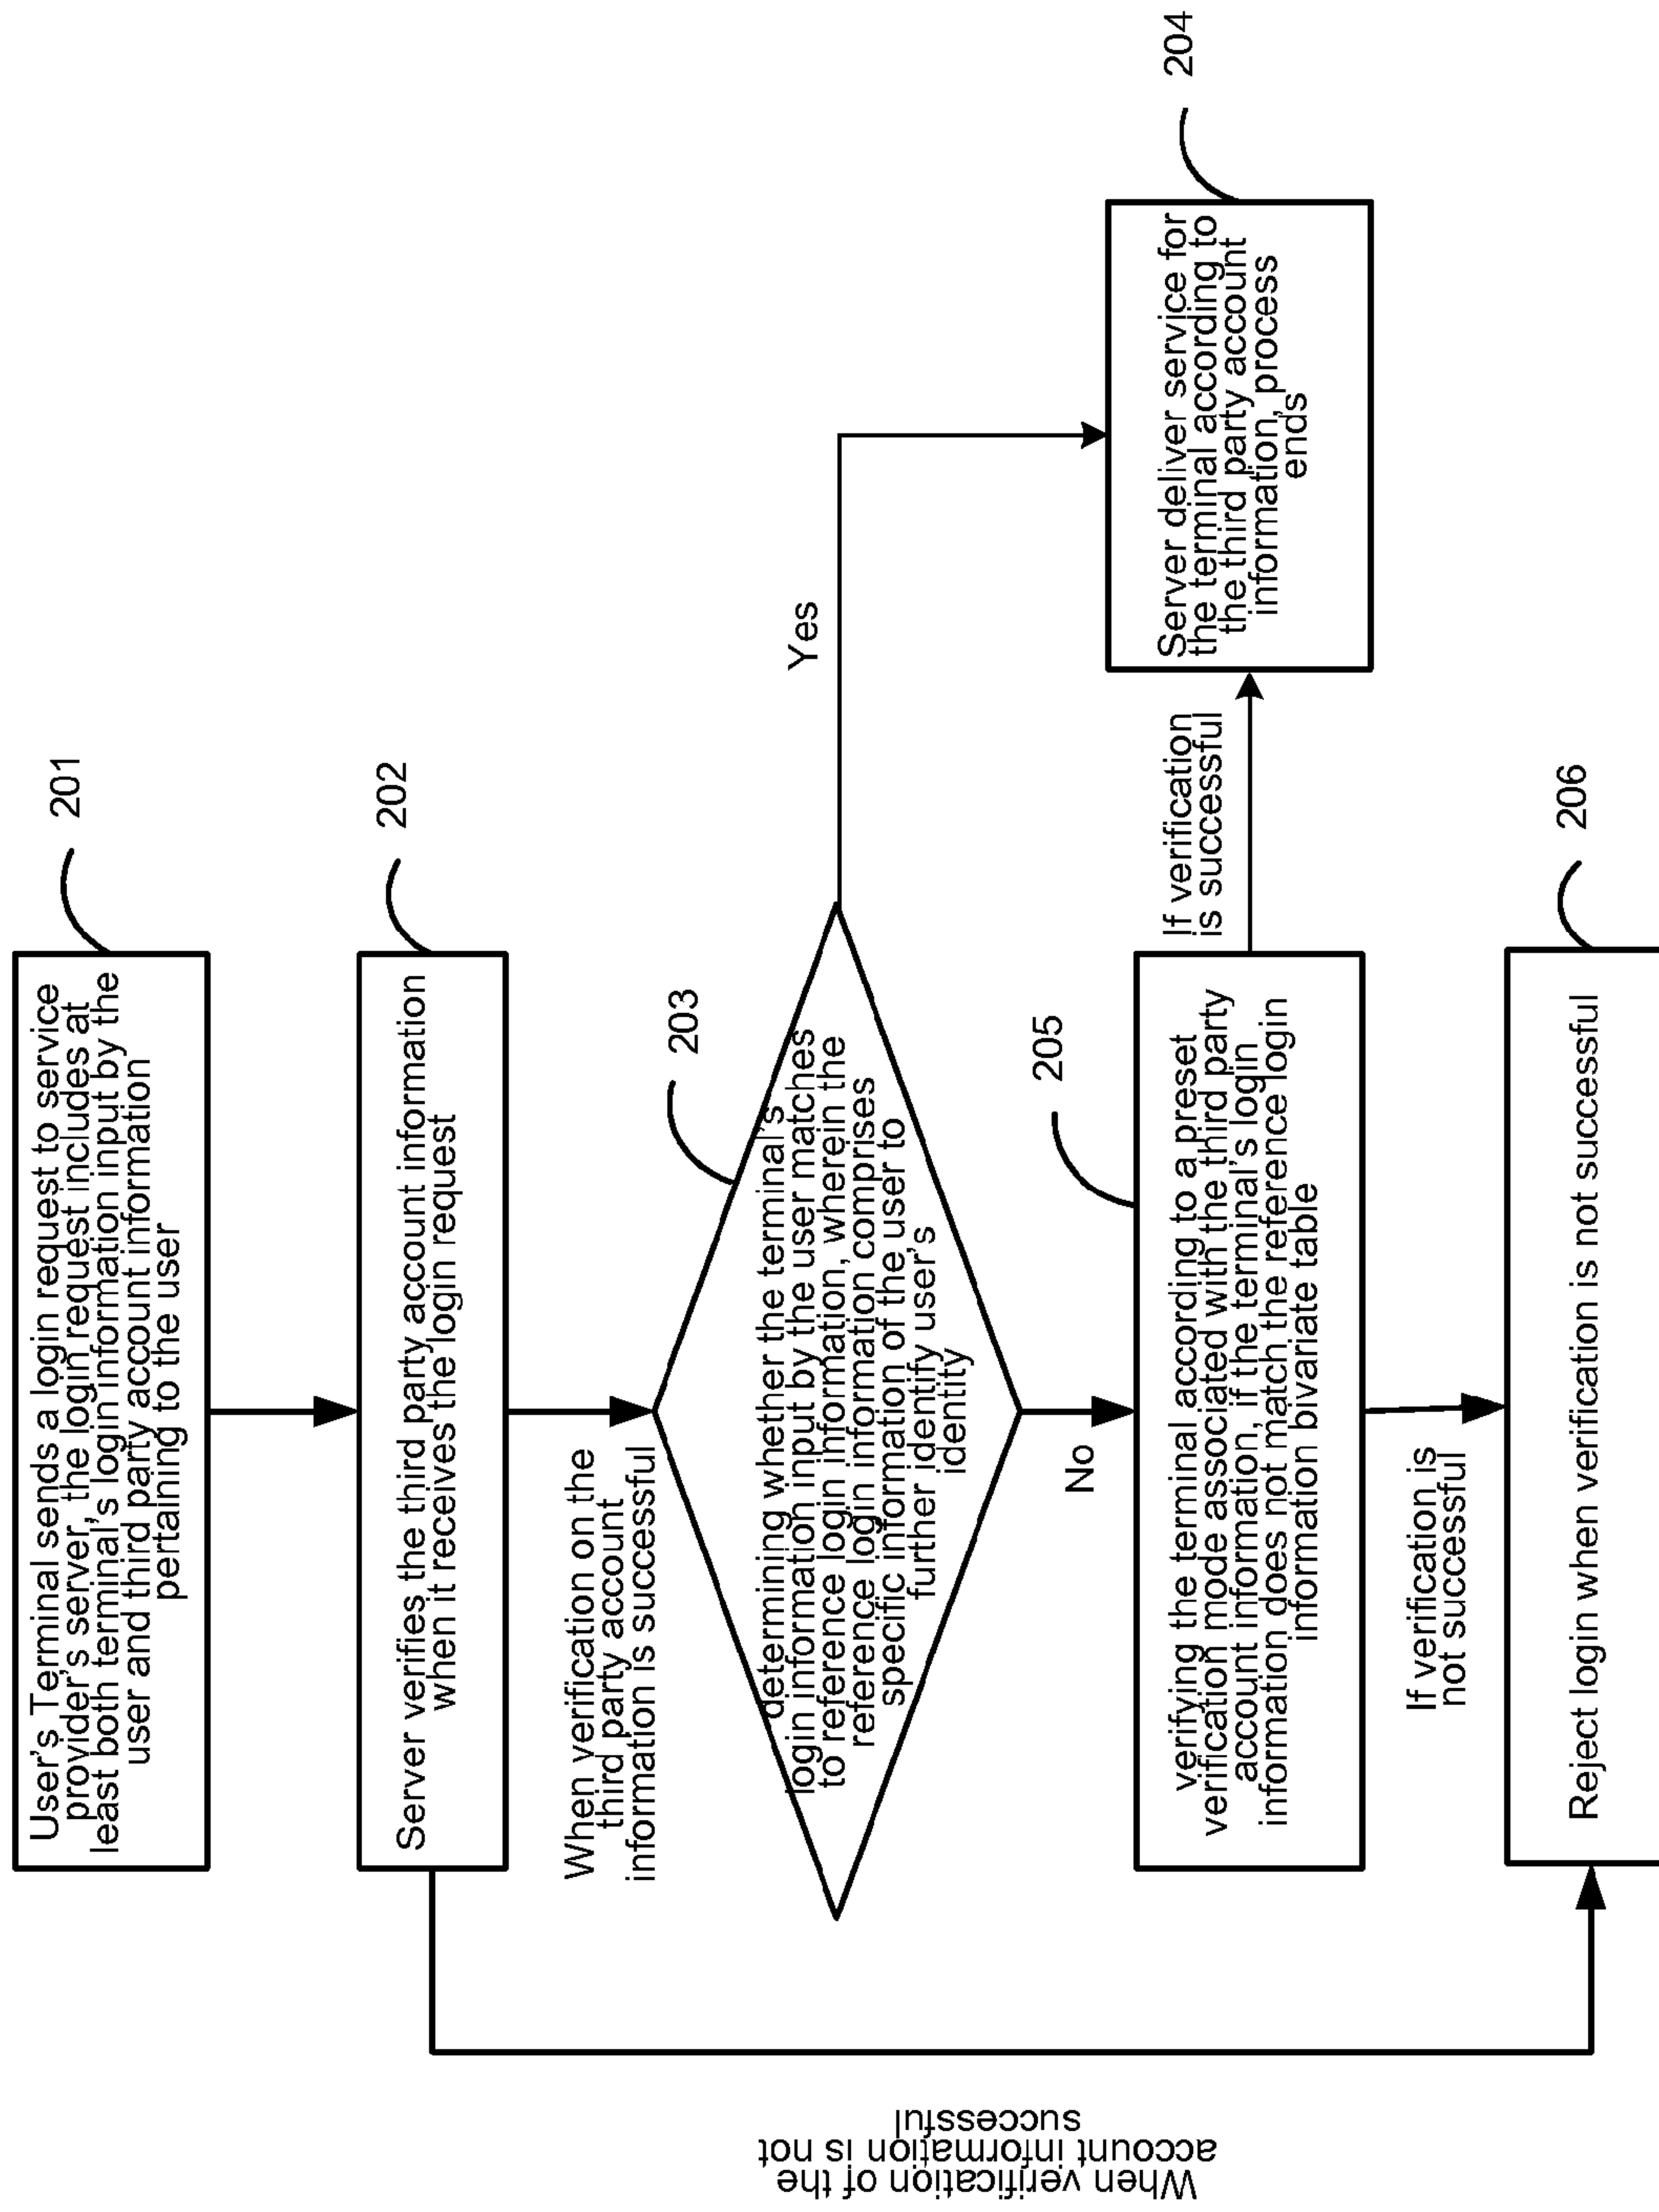 201
User's Terminal sends a login request to service
provider's server, the login request includes at
least both terminal's login information input by the
user and third party account information
pertaining to the user
202
Server verifies the third party account information
when it receives the login request
When verification on the
third party account
information is successful
203
determining whether the terminal's
login information input by the user matches
to reference login information, wherein the
reference login information comprises
specific information of the user to
further identify user's
identity
Yes
204
Server deliver service for
the terminal according to
the third party account
information, process
ends
No
205
verifying the terminal according to a preset
verification mode associated with the third party
account information, if the terminal's login
information does not match the reference login
information bivariate table
If verification
is successful
If verification is
not successful
206
Reject login when verification is not successful
When verification of the
account information is not
successful